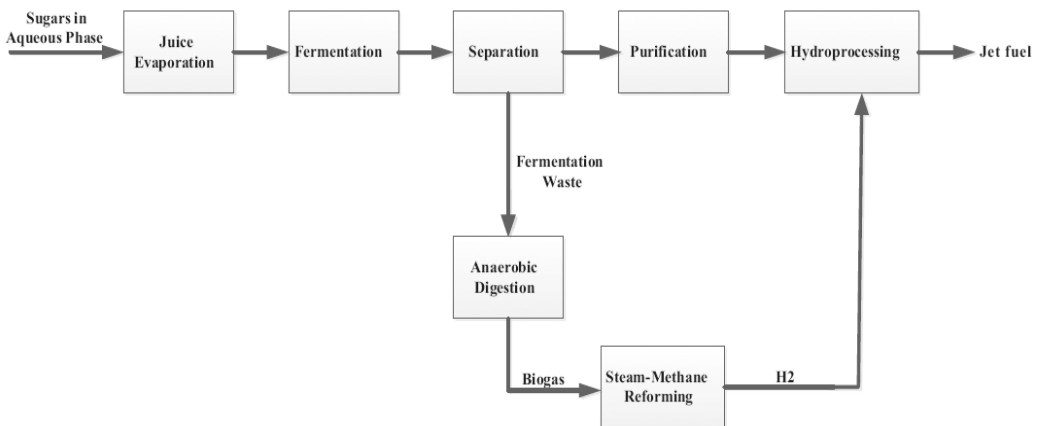 Sugars in
Aqueous Phase
Juice
Evaporation
Fermentation
Separation
Purification
Hydroprocessing
Jet fuel
Fermentation
Waste
Anaerobic
Digestion
Biogas
Steam-Methane
Reforming
H2